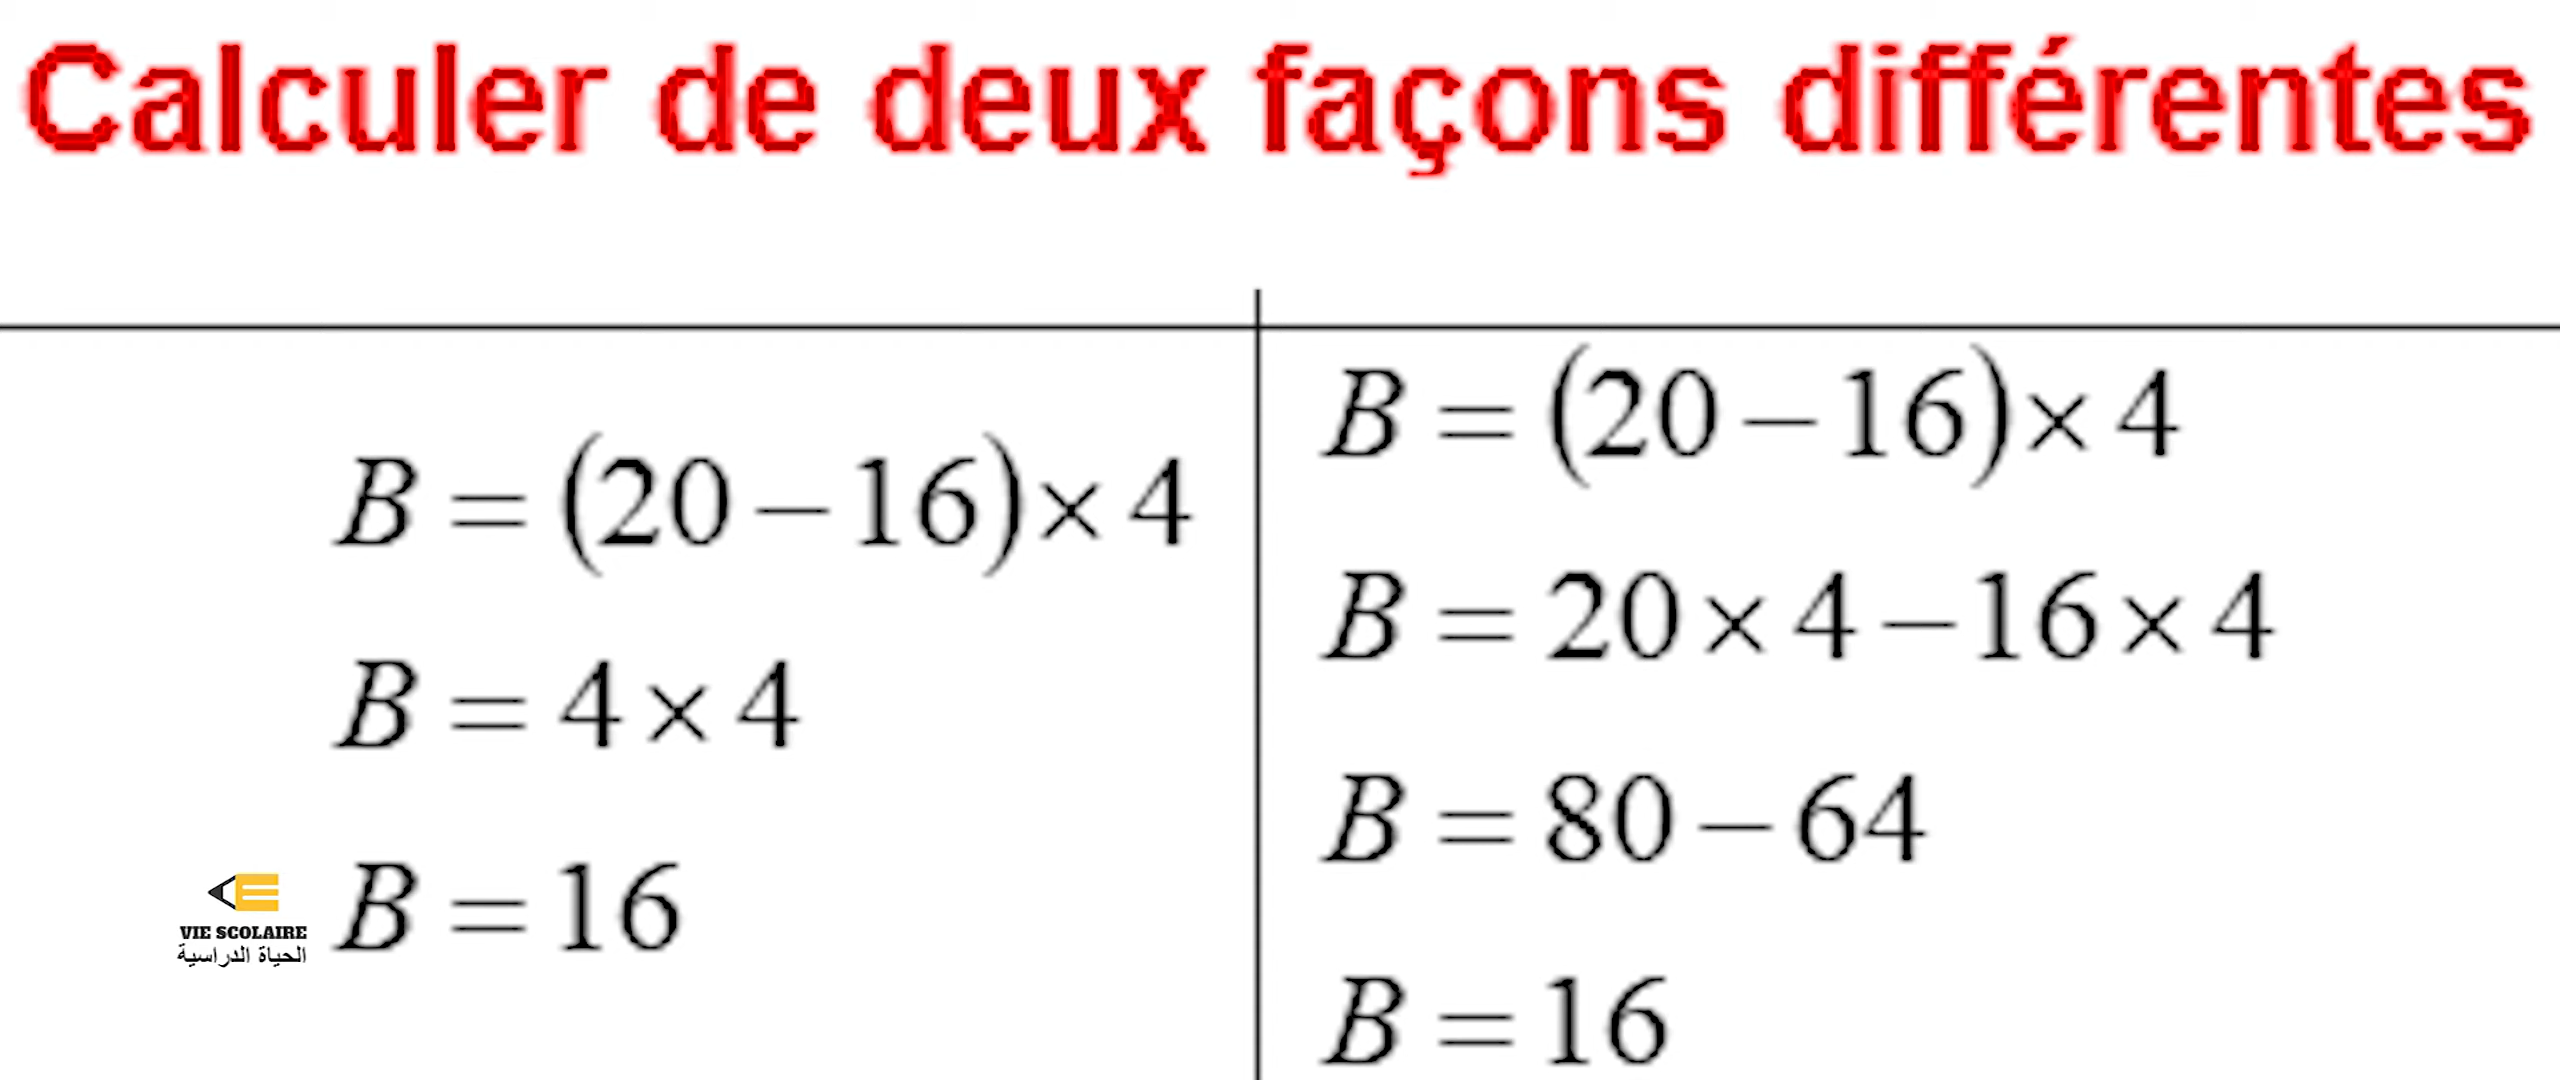 Calculer de deux façons différentes
B = (20 – 16) × 4
B = 4 × 4
B = 16
B = (20 – 16) × 4
B = 20 × 4 – 16 × 4
B = 80 – 64
B = 16
VIE SCOLAIRE
الحياة الدراسية